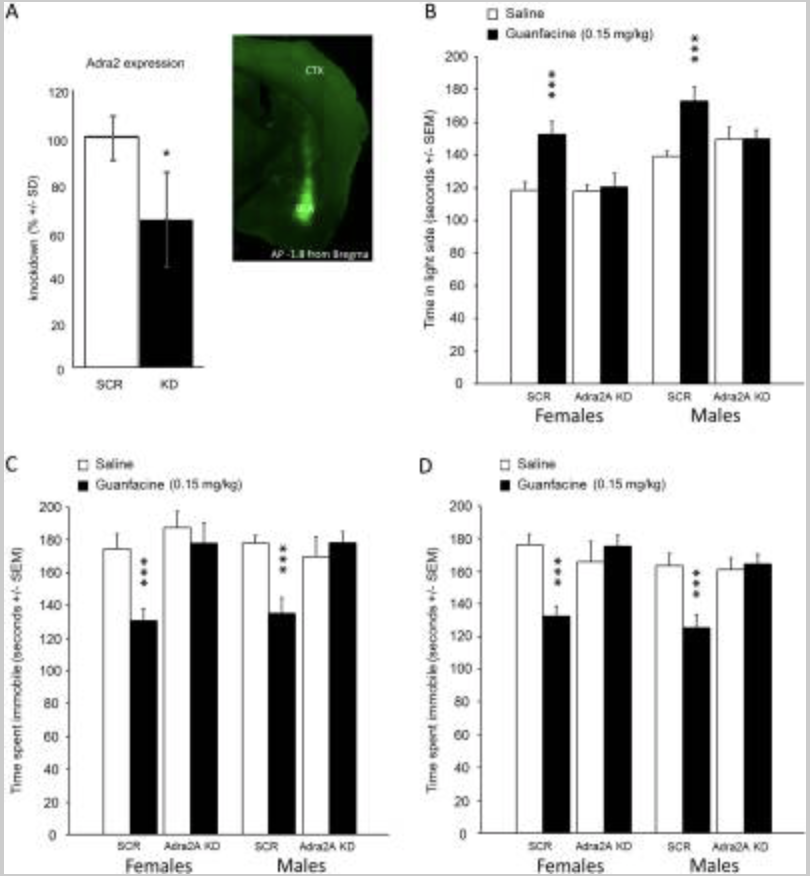 A
Adra2 expression
120
100
80
60
40
20
0
knockdown (% +/- SD)
*
SCR KD
CTX
AP -1.8 from Bregma
B
Saline
Guanfacine (0.15 mg/kg)
200
180
160
140
120
100
80
60
40
20
0
Time in light side (seconds +/- SEM)
***
***
SCR Adra2A KD SCR Adra2A KD
Females Males
C
Saline
Guanfacine (0.15 mg/kg)
200
180
160
140
120
100
80
60
40
20
0
Time spent immobile (seconds +/- SEM)
***
***
SCR Adra2A KD SCR Adra2A KD
Females Males
D
Saline
Guanfacine (0.15 mg/kg)
200
180
160
140
120
100
80
60
40
20
0
Time spent immobile (seconds +/- SEM)
***
***
SCR Adra2A KD SCR Adra2A KD
Females Males